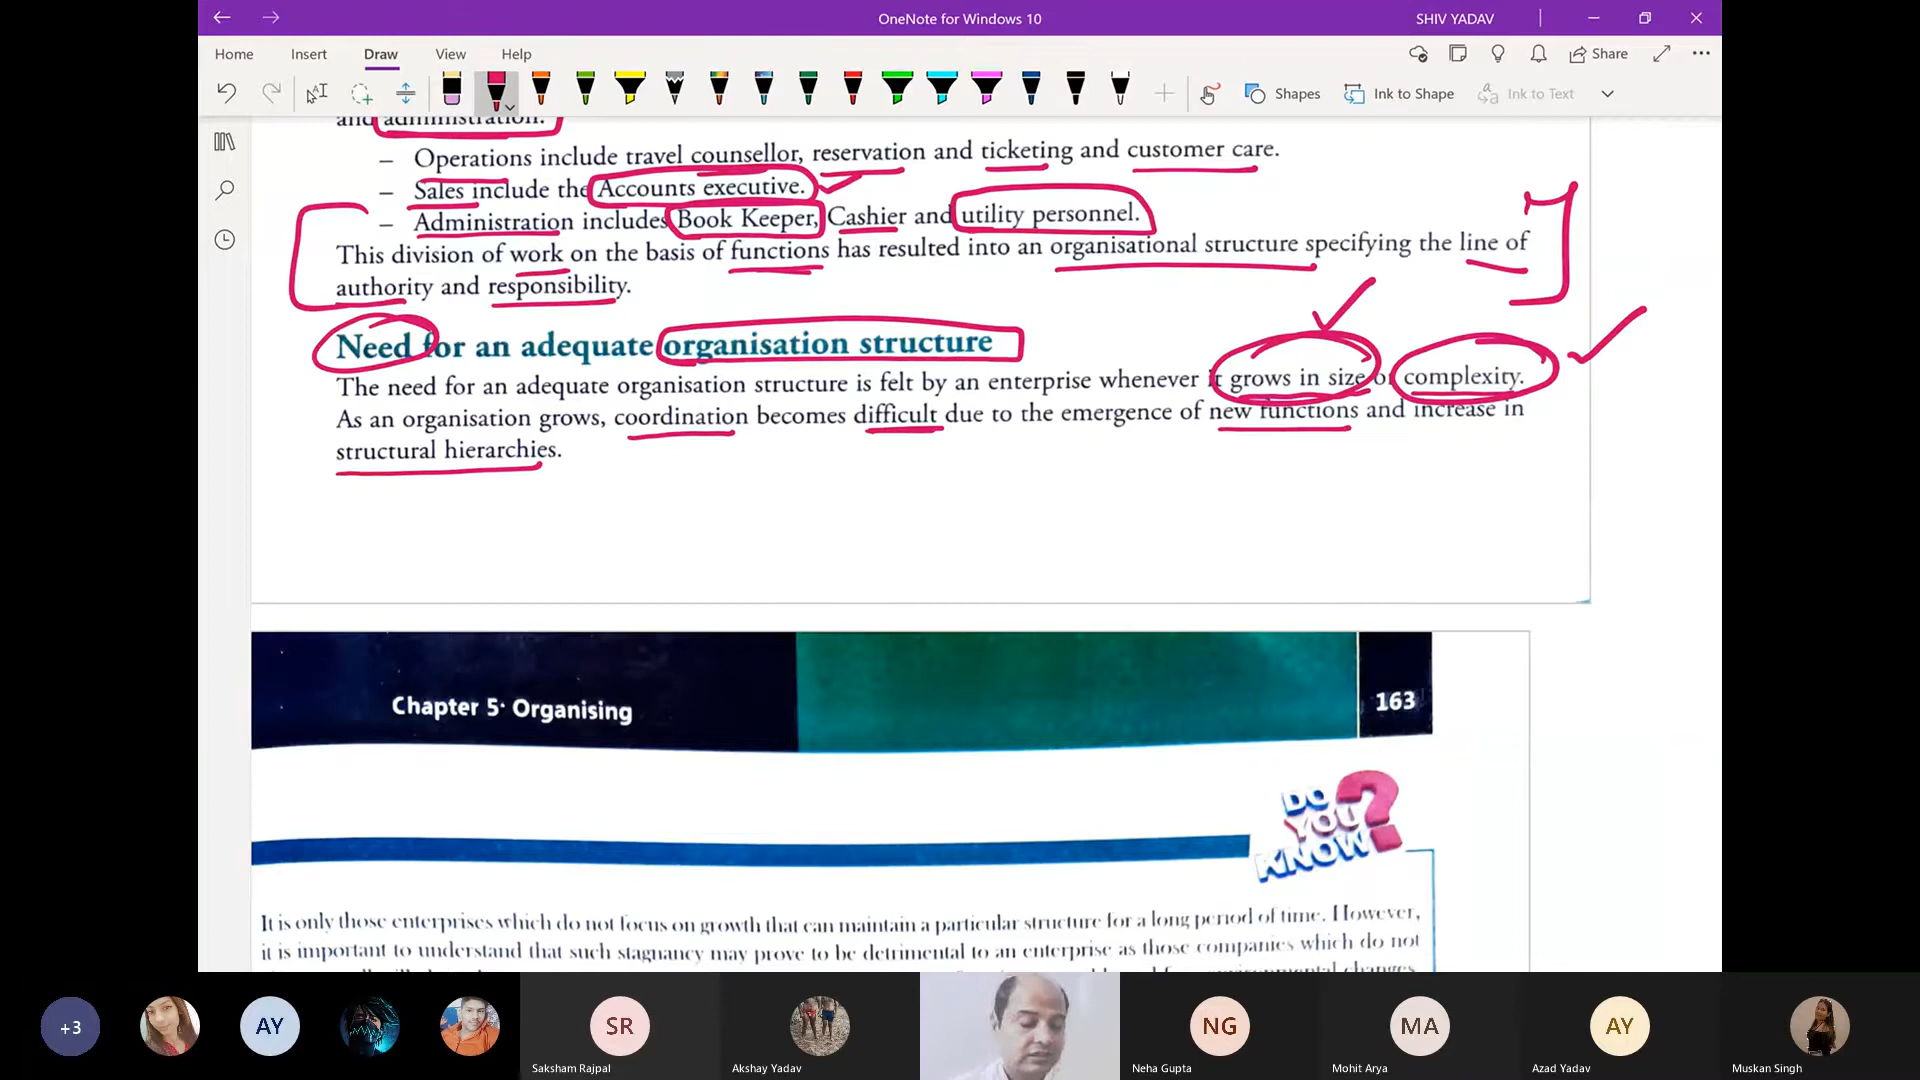 OneNote for Windows 10
SHIV YADAV
Home Insert Draw View Help
Share
Shapes Ink to Shape Ink to Text
and administration.
– Operations include travel counsellor, reservation and ticketing and customer care.
– Sales include the Accounts executive.
– Administration includes Book Keeper, Cashier and utility personnel.
This division of work on the basis of functions has resulted into an organisational structure specifying the line of
authority and responsibility.
Need for an adequate organisation structure
The need for an adequate organisation structure is felt by an enterprise whenever it grows in size or complexity.
As an organisation grows, coordination becomes difficult due to the emergence of new functions and increase in
structural hierarchies.
Chapter 5· Organising
163
DO
YOU
KNOW
?
It is only those enterprises which do not focus on growth that can maintain a particular structure for a long period of time. However,
it is important to understand that such stagnancy may prove to be detrimental to an enterprise as those companies which do not
changes
+3
AY
SR
NG
MA
AY
Saksham Rajpal
Akshay Yadav
Neha Gupta
Mohit Arya
Azad Yadav
Muskan Singh